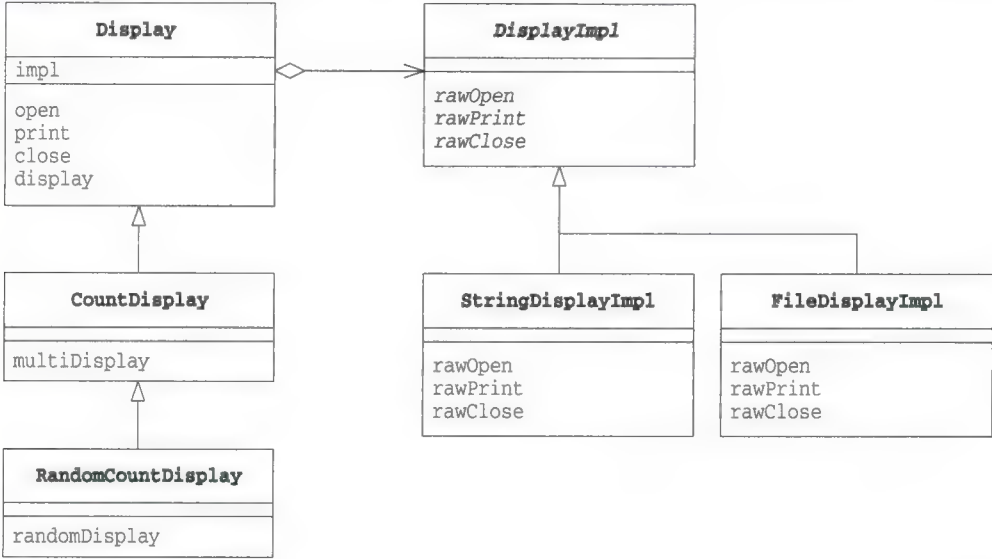 Display
impl
open
print
close
display
DisplayImpl
rawOpen
rawPrint
rawClose
CountDisplay
multiDisplay
StringDisplayImpl
rawOpen
rawPrint
rawClose
FileDisplayImpl
rawOpen
rawPrint
rawClose
RandomCountDisplay
randomDisplay